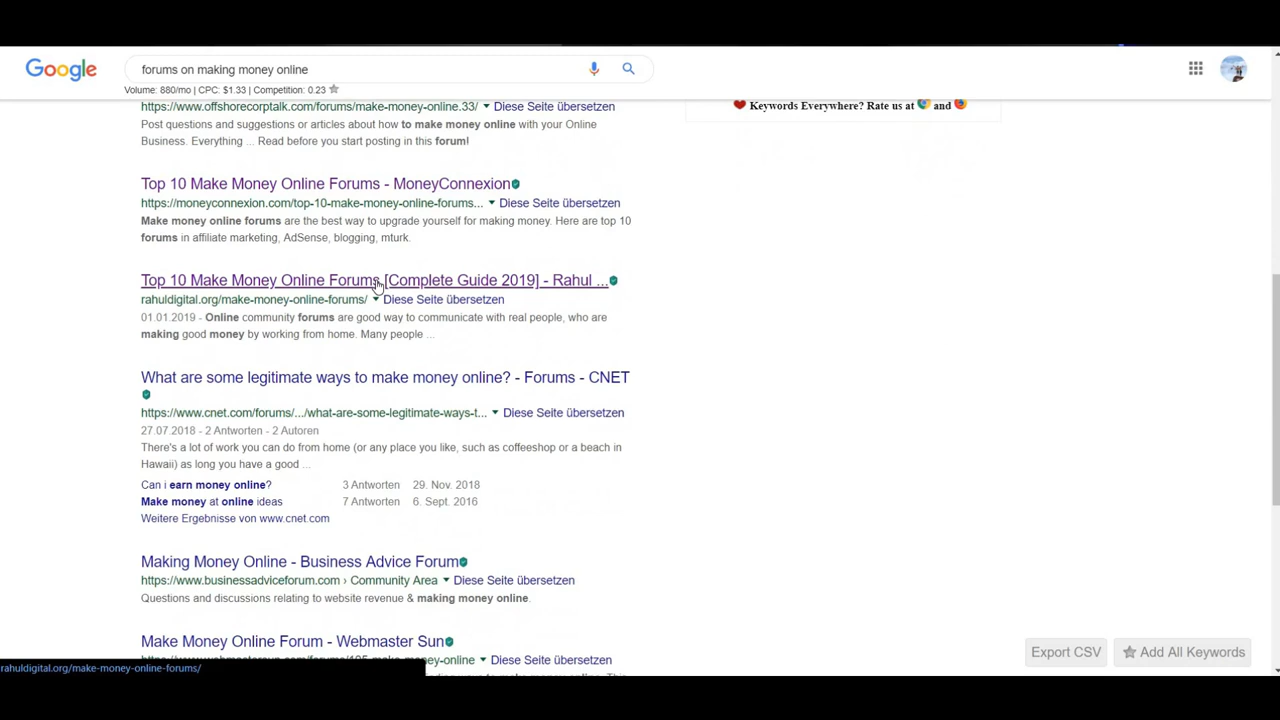 Google
forums on making money online
Volume: 880/mo | CPC: $1.33 | Competition: 0.23
https://www.offshorecorptalk.com/forums/make-money-online.33/ Diese Seite übersetzen
Keywords Everywhere? Rate us at and .
Post questions and suggestions or articles about how to make money online with your Online
Business. Everything ... Read before you start posting in this forum!
Top 10 Make Money Online Forums - MoneyConnexion
https://moneyconnexion.com/top-10-make-money-online-forums... Diese Seite übersetzen
Make money online forums are the best way to upgrade yourself for making money. Here are top 10
forums in affiliate marketing, AdSense, blogging, mturk.
Top 10 Make Money Online Forums [Complete Guide 2019] - Rahul ...
rahuldigital.org/make-money-online-forums/ Diese Seite übersetzen
01.01.2019 - Online community forums are good way to communicate with real people, who are
making good money by working from home. Many people ...
What are some legitimate ways to make money online? - Forums - CNET
https://www.cnet.com/forums/.../what-are-some-legitimate-ways-t... Diese Seite übersetzen
27.07.2018 - 2 Antworten - 2 Autoren
There's a lot of work you can do from home (or any place you like, such as coffeeshop or a beach in
Hawaii) as long you have a good ...
Can i earn money online? 3 Antworten 29. Nov. 2018
Make money at online ideas 7 Antworten 6. Sept. 2016
Weitere Ergebnisse von www.cnet.com
Making Money Online - Business Advice Forum
https://www.businessadviceforum.com › Community Area Diese Seite übersetzen
Questions and discussions relating to website revenue & making money online.
Make Money Online Forum - Webmaster Sun
Export CSV
Add All Keywords
make-money-online Diese Seite übersetzen
rahuldigital.org/make-money-online-forums/